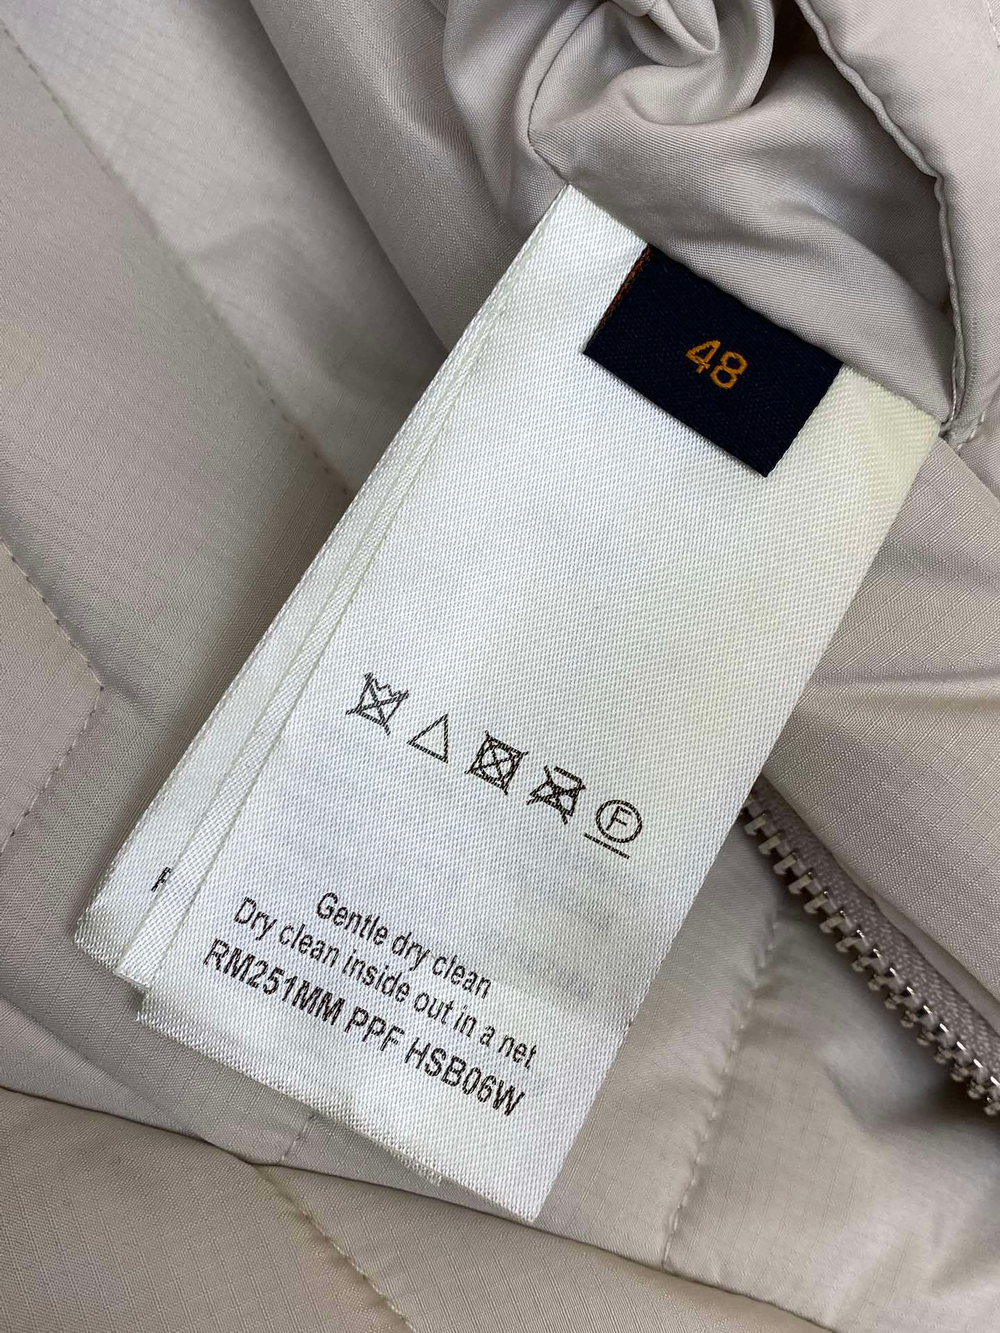 48
F
Gentle dry clean
Dry clean inside out in a net
RM251MM PPF HSB06W